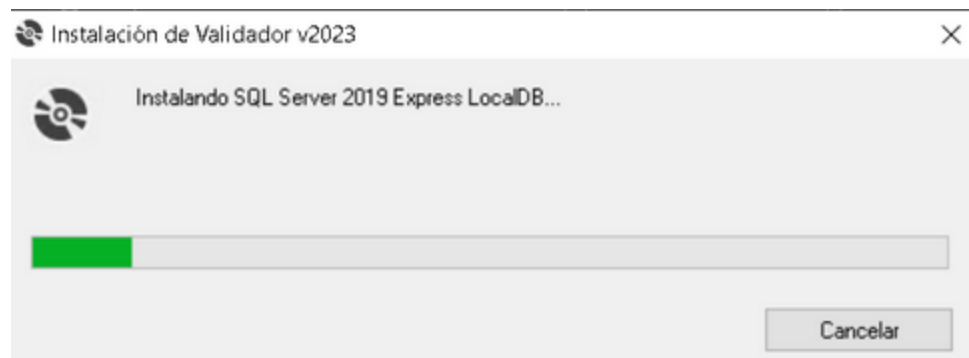 Instalación de Validador v2023
Instalando SQL Server 2019 Express LocalDB...
Cancelar